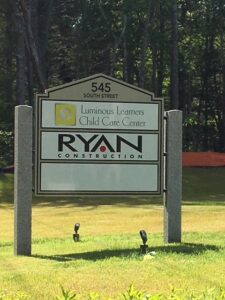 545
SOUTH STREET
Luminous Learners
Child Care Center
RYAN
CONSTRUCTION